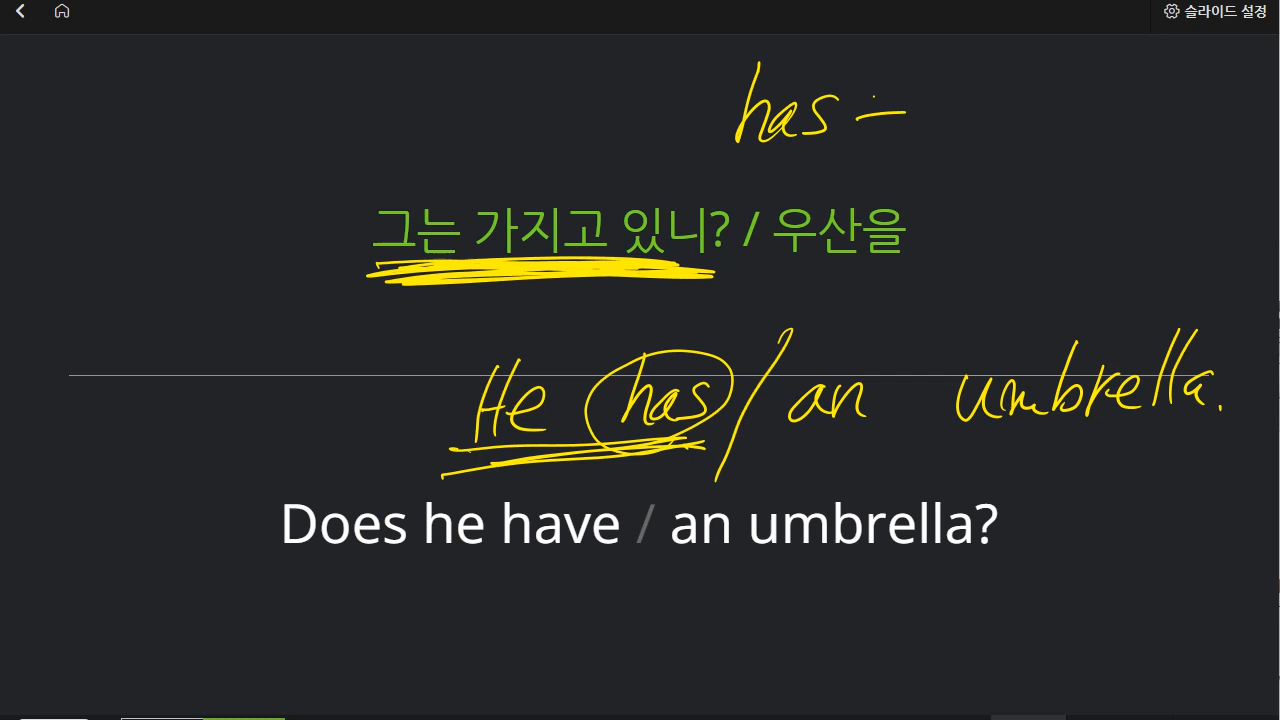 슬라이드 설정
has –
그는 가지고 있니? / 우산을
He has / an umbrella.
Does he have / an umbrella?